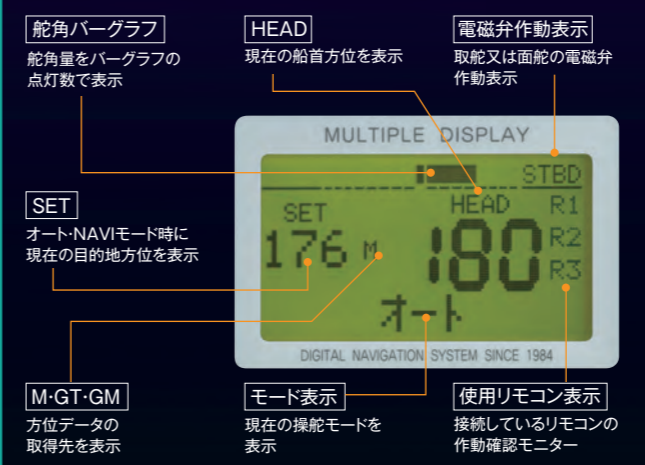 舵角バーグラフ
舵角量をバーグラフの
点灯数で表示
HEAD
現在の船首方位を表示
電磁弁作動表示
取舵又は面舵の電磁弁
作動表示
MULTIPLE DISPLAY
STBD
SET
HEAD
R1
176 M
180
R2
R3
オート
DIGITAL NAVIGATION SYSTEM SINCE 1984
SET
オート・NAVIモード時に
現在の目的地方位を表示
M・GT・GM
方位データの
取得先を表示
モード表示
現在の操舵モードを
表示
使用リモコン表示
接続しているリモコンの
作動確認モニター